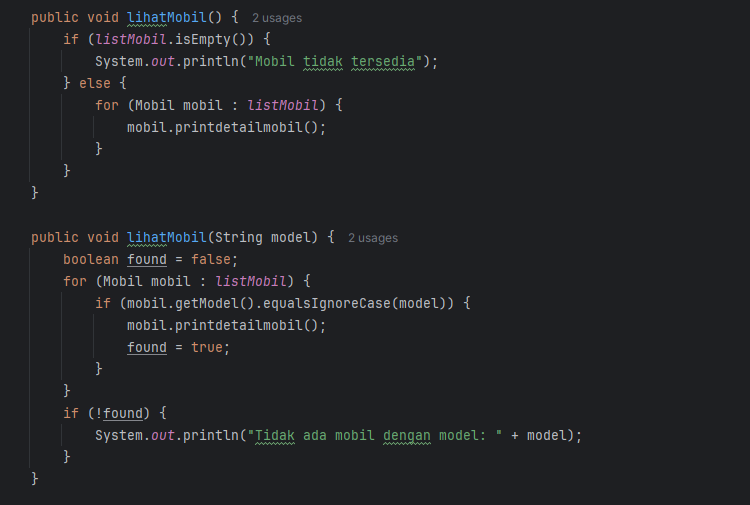 public void lihatMobil() {   2 usages
    if (listMobil.isEmpty()) {
        System.out.println("Mobil tidak tersedia");
    } else {
        for (Mobil mobil : listMobil) {
            mobil.printdetailmobil();
        }
    }
}

public void lihatMobil(String model) {   2 usages
    boolean found = false;
    for (Mobil mobil : listMobil) {
        if (mobil.getModel().equalsIgnoreCase(model)) {
            mobil.printdetailmobil();
            found = true;
        }
    }
    if (!found) {
        System.out.println("Tidak ada mobil dengan model: " + model);
    }
}